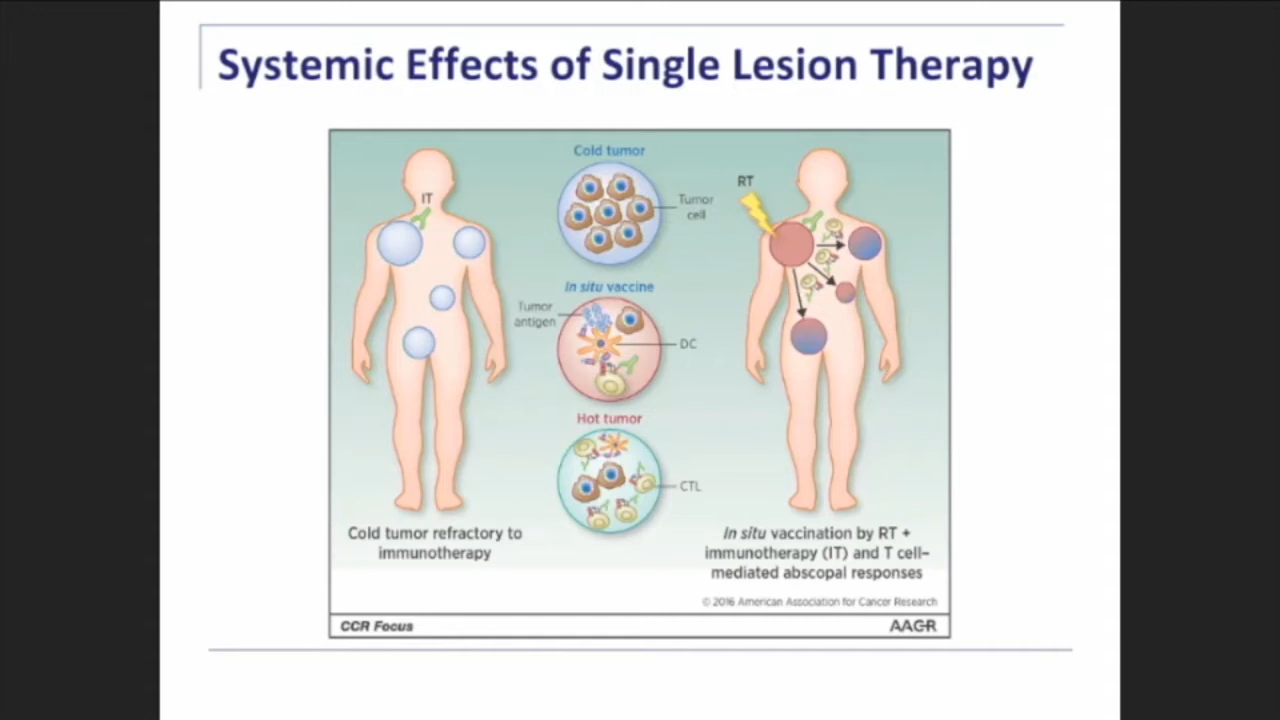 Systemic Effects of Single Lesion Therapy
IT
Cold tumor
Tumor
cell
In situ vaccine
Tumor
antigen
DC
Hot tumor
CTL
RT
Cold tumor refractory to
immunotherapy
In situ vaccination by RT +
immunotherapy (IT) and T cell–
mediated abscopal responses
© 2016 American Association for Cancer Research
CCR Focus
AACR